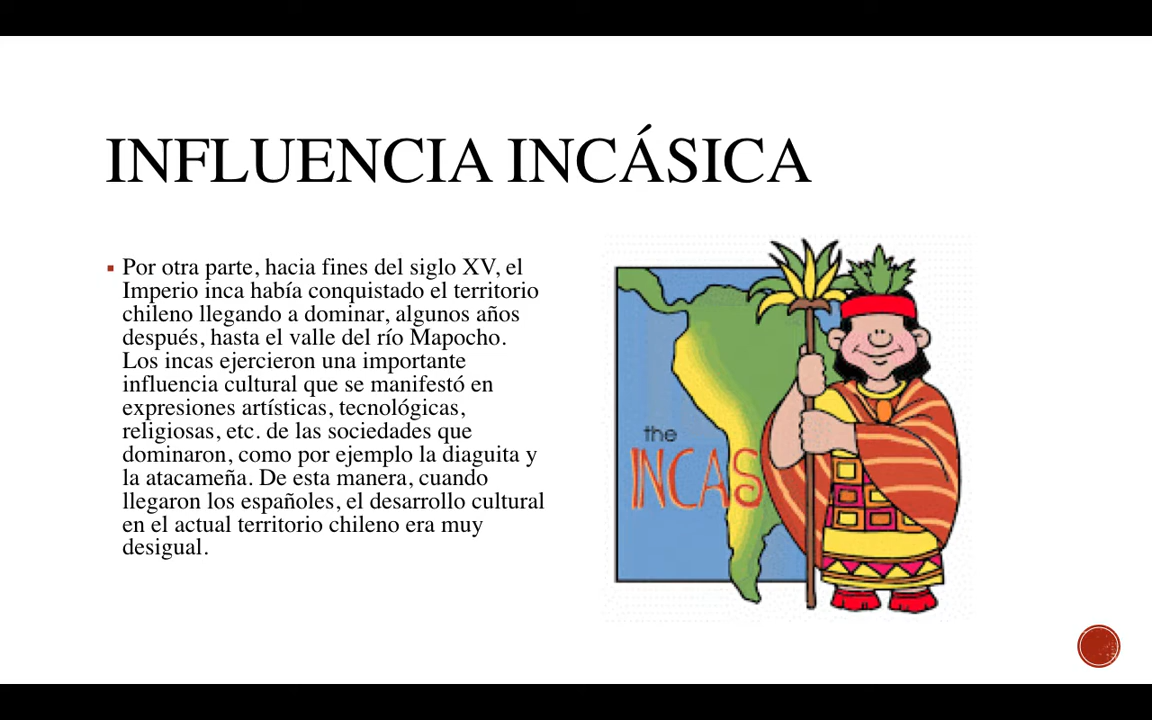 INFLUENCIA INCÁSICA
Por otra parte, hacia fines del siglo XV, el
Imperio inca había conquistado el territorio
chileno llegando a dominar, algunos años
después, hasta el valle del río Mapocho.
Los incas ejercieron una importante
influencia cultural que se manifestó en
expresiones artísticas, tecnológicas,
religiosas, etc. de las sociedades que
dominaron, como por ejemplo la diaguita y
la atacameña. De esta manera, cuando
llegaron los españoles, el desarrollo cultural
en el actual territorio chileno era muy
desigual.
the
INCAS